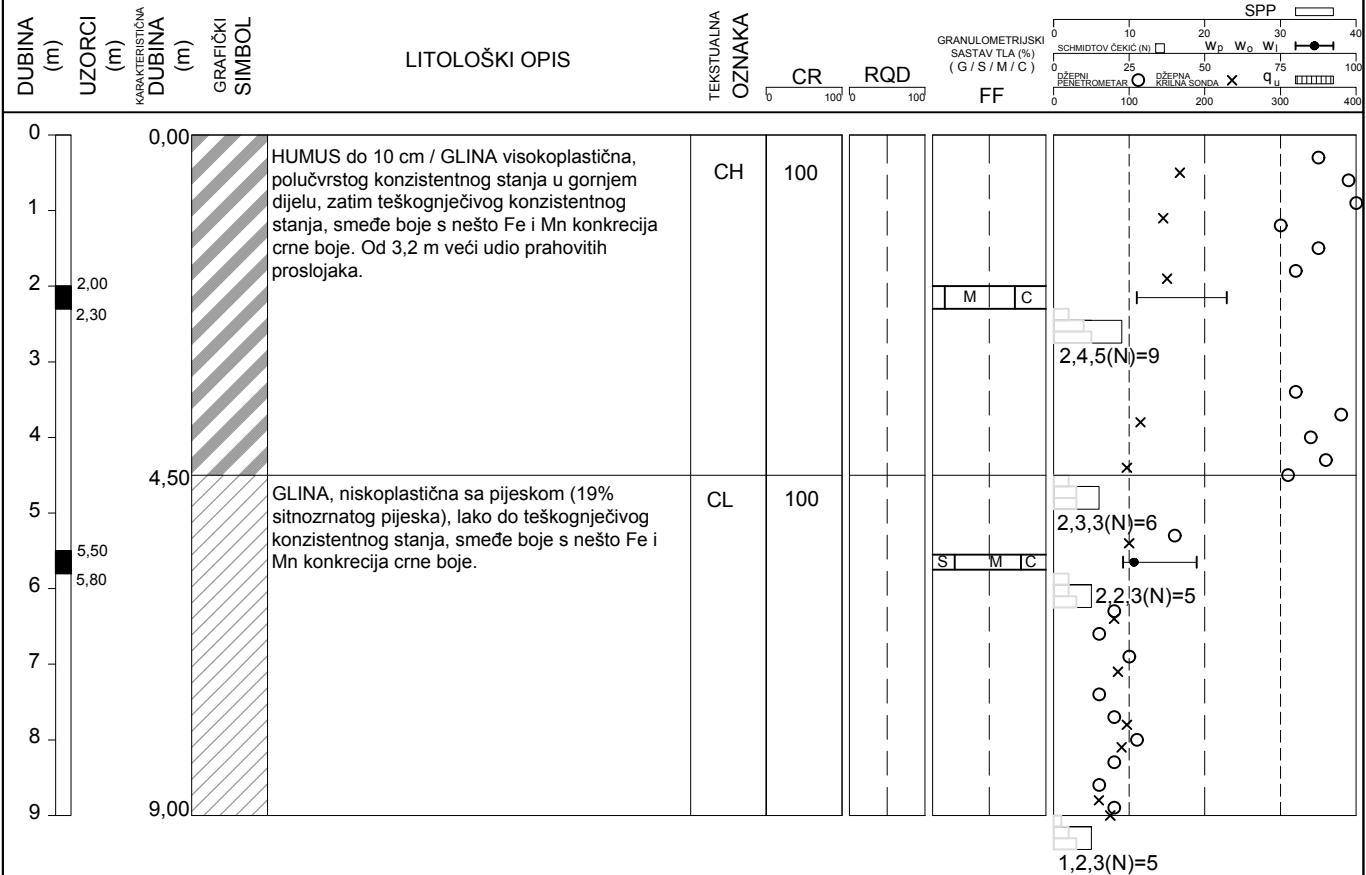 DUBINA
(m)
UZORCI
(m)
KARAKTERISTIČNA
DUBINA
(m)
GRAFIČKI
SIMBOL
LITOLOŠKI OPIS
TEKSTUALNA
OZNAKA
CR
0 100
RQD
0 100
GRANULOMETRIJSKI
SASTAV TLA (%)
( G / S / M / C )
FF
SPP
0 10 20 30 40
SCHMIDTOV ČEKIĆ (N) wp wo wl
0 25 50 75 100
DŽEPNI
PENETROMETAR
DŽEPNA
KRILNA SONDA
qu
0 100 200 300 400
0
0,00
HUMUS do 10 cm / GLINA visokoplastična,
polučvrstog konzistentnog stanja u gornjem
dijelu, zatim teškognječivog konzistentnog
stanja, smeđe boje s nešto Fe i Mn konkrecija
crne boje. Od 3,2 m veći udio prahovitih
proslojaka.
CH
100
1
2
2,00
2,30
M C
2,4,5(N)=9
3
4
4,50
GLINA, niskoplastična sa pijeskom (19%
sitnozrnatog pijeska), lako do teškognječivog
konzistentnog stanja, smeđe boje s nešto Fe i
Mn konkrecija crne boje.
CL
100
5
2,3,3(N)=6
5,50
5,80
S M C
6
2,2,3(N)=5
7
8
9
9,00
1,2,3(N)=5